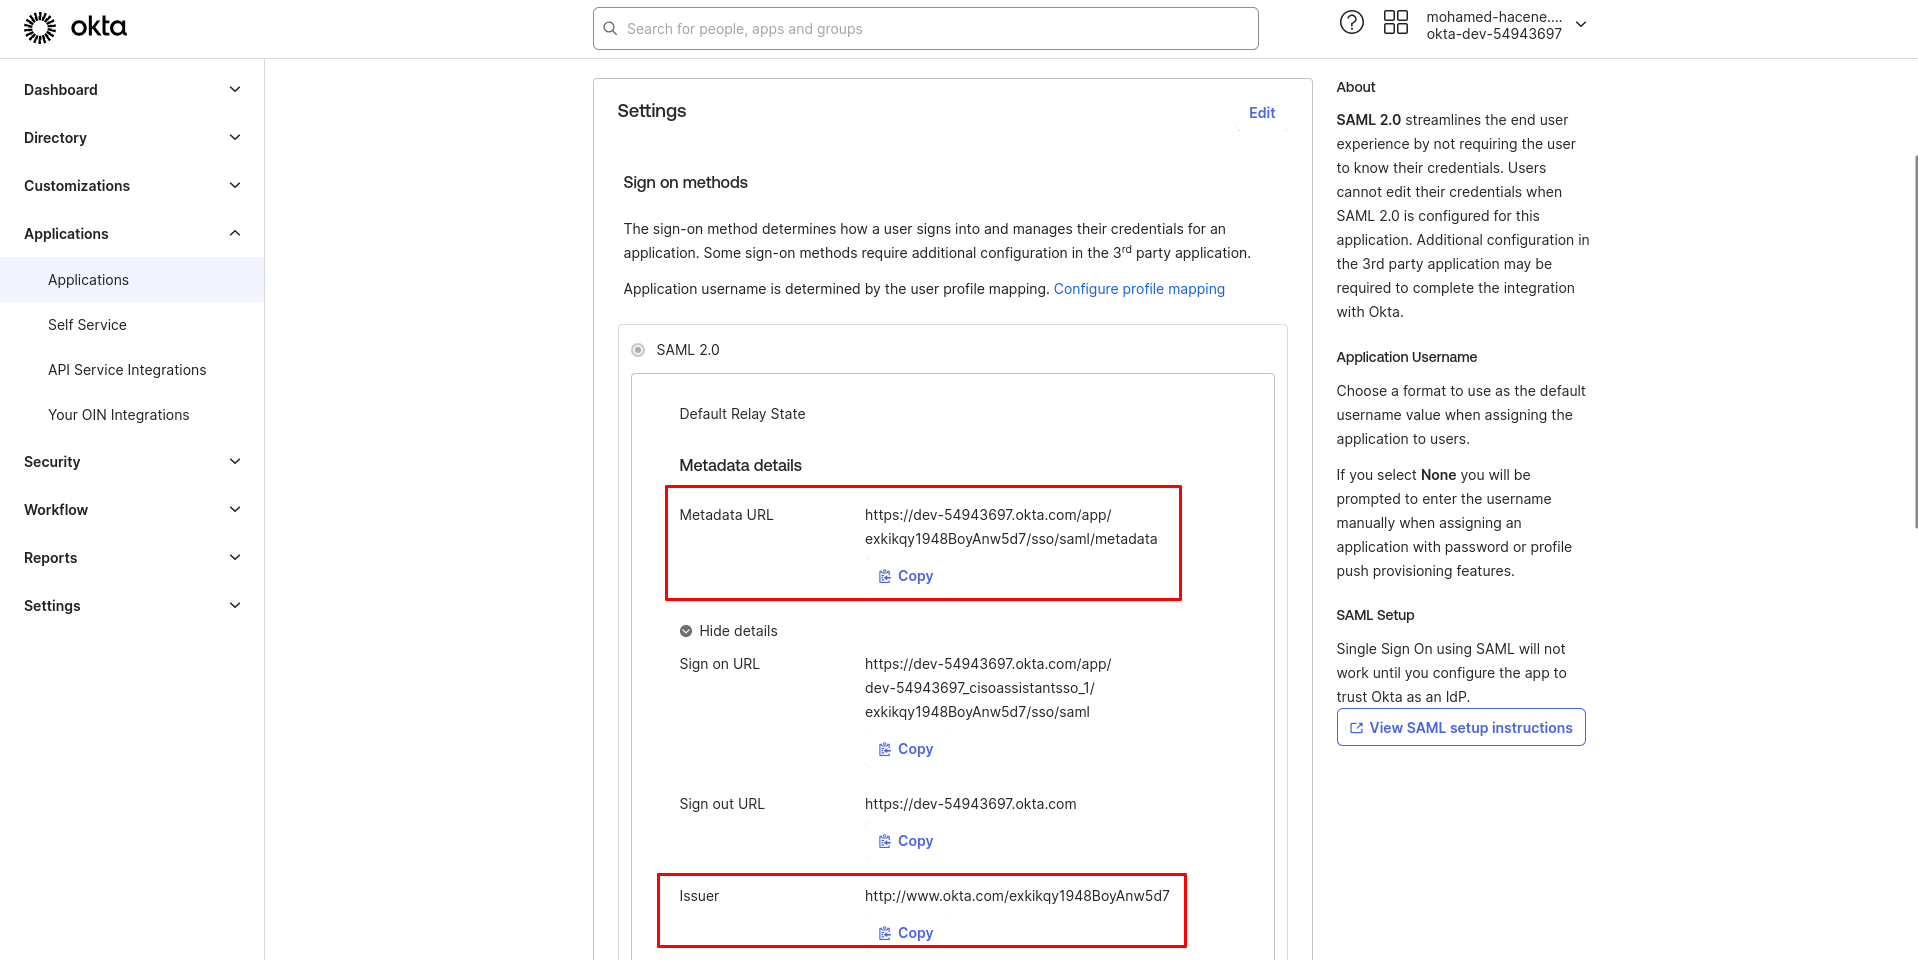 okta
Search for people, apps and groups
mohamed-hacene....
okta-dev-54943697
Dashboard
Directory
Customizations
Applications
Applications
Self Service
API Service Integrations
Your OIN Integrations
Security
Workflow
Reports
Settings
Settings
Edit
Sign on methods
The sign-on method determines how a user signs into and manages their credentials for an
application. Some sign-on methods require additional configuration in the 3rd party application.
Application username is determined by the user profile mapping. Configure profile mapping
SAML 2.0
Default Relay State
Metadata details
Metadata URL
https://dev-54943697.okta.com/app/
exkikqy1948BoyAnw5d7/sso/saml/metadata
Copy
Hide details
Sign on URL
https://dev-54943697.okta.com/app/
dev-54943697_cisoassistantsso_1/
exkikqy1948BoyAnw5d7/sso/saml
Copy
Sign out URL
https://dev-54943697.okta.com
Copy
Issuer
http://www.okta.com/exkikqy1948BoyAnw5d7
Copy
About
SAML 2.0 streamlines the end user
experience by not requiring the user
to know their credentials. Users
cannot edit their credentials when
SAML 2.0 is configured for this
application. Additional configuration in
the 3rd party application may be
required to complete the integration
with Okta.
Application Username
Choose a format to use as the default
username value when assigning the
application to users.
If you select None you will be
prompted to enter the username
manually when assigning an
application with password or profile
push provisioning features.
SAML Setup
Single Sign On using SAML will not
work until you configure the app to
trust Okta as an IdP.
View SAML setup instructions